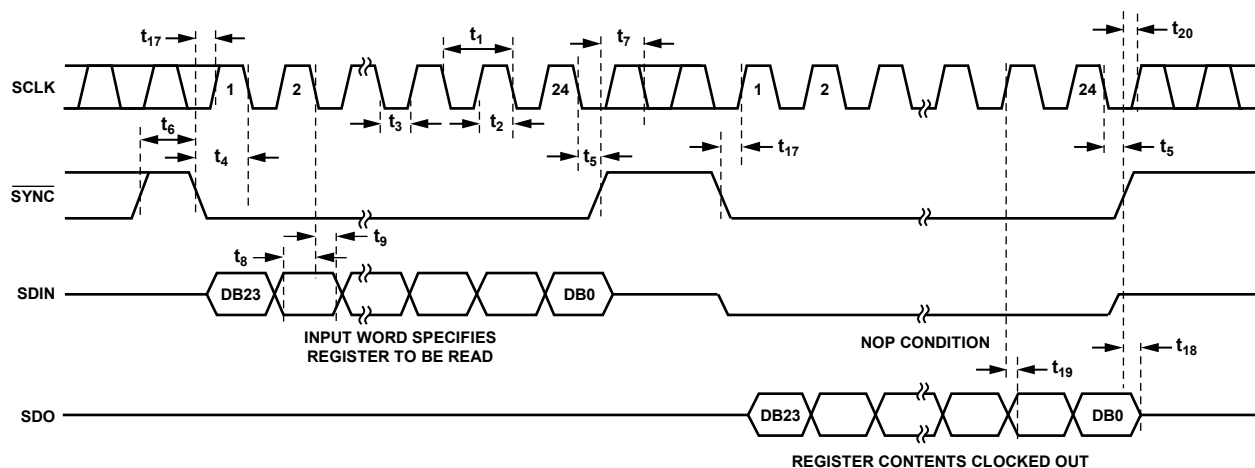 t17
t1
t7
t20
SCLK
1
2
24
1
2
24
t6
t4
t3
t2
t5
t17
t5
SYNC
t9
t8
SDIN
DB23
DB0
INPUT WORD SPECIFIES
REGISTER TO BE READ
NOP CONDITION
t18
t19
SDO
DB23
DB0
REGISTER CONTENTS CLOCKED OUT